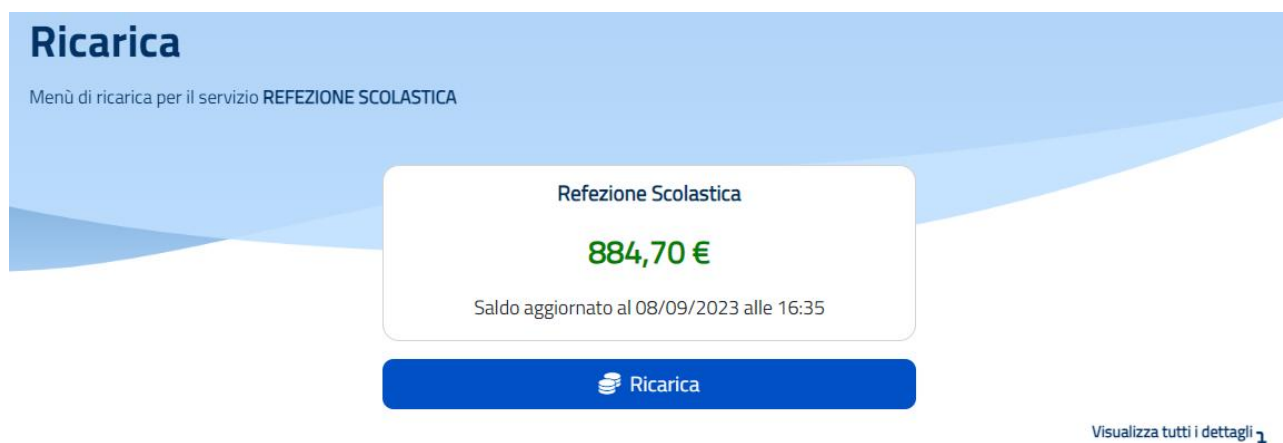 Ricarica
Menù di ricarica per il servizio REFEZIONE SCOLASTICA
Refezione Scolastica
884,70 €
Saldo aggiornato al 08/09/2023 alle 16:35
Ricarica
Visualizza tutti i dettagli